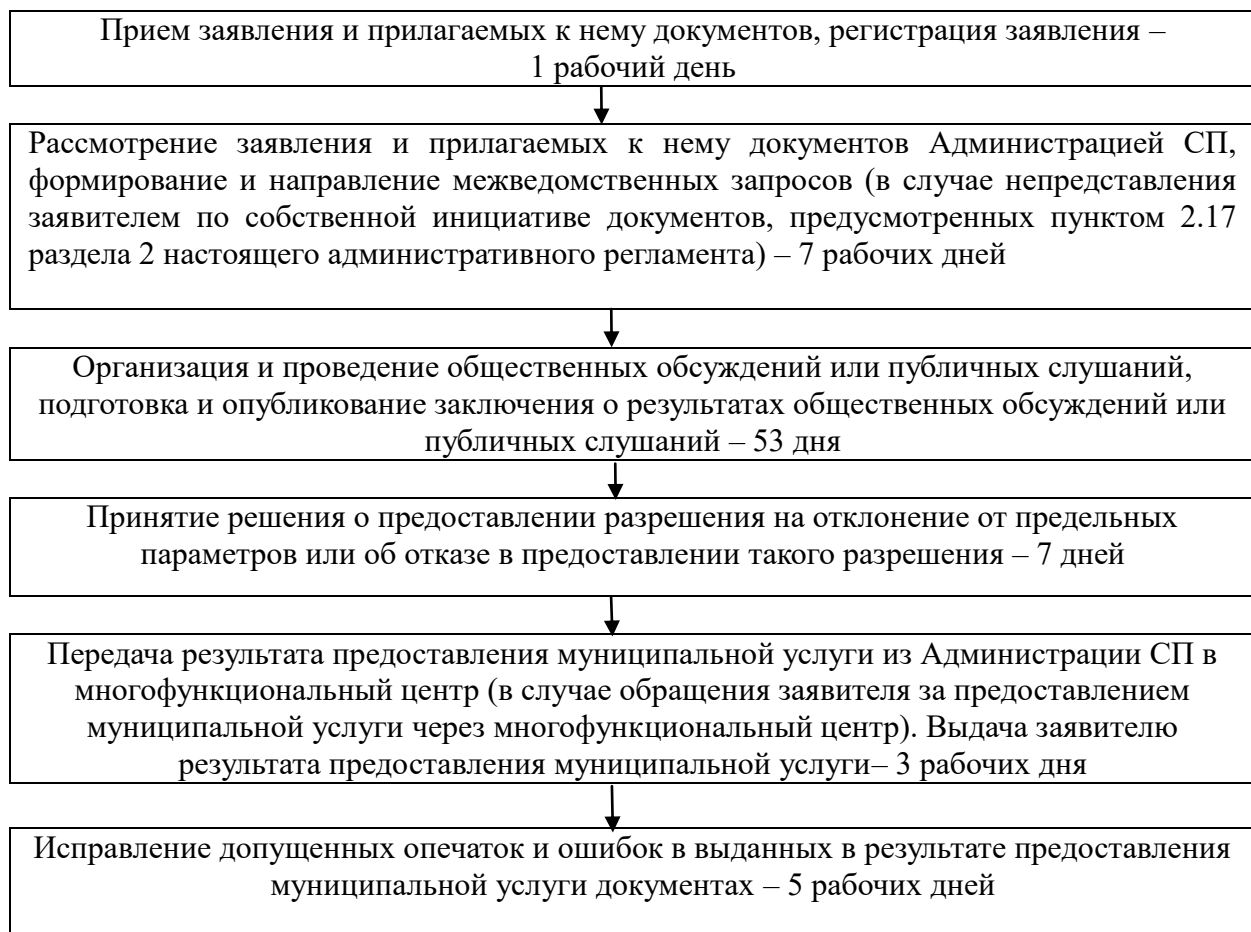 Прием заявления и прилагаемых к нему документов, регистрация заявления –
1 рабочий день
Рассмотрение заявления и прилагаемых к нему документов Администрацией СП,
формирование и направление межведомственных запросов (в случае непредставления
заявителем по собственной инициативе документов, предусмотренных пунктом 2.17
раздела 2 настоящего административного регламента) – 7 рабочих дней
Организация и проведение общественных обсуждений или публичных слушаний,
подготовка и опубликование заключения о результатах общественных обсуждений или
публичных слушаний – 53 дня
Принятие решения о предоставлении разрешения на отклонение от предельных
параметров или об отказе в предоставлении такого разрешения – 7 дней
Передача результата предоставления муниципальной услуги из Администрации СП в
многофункциональный центр (в случае обращения заявителя за предоставлением
муниципальной услуги через многофункциональный центр). Выдача заявителю
результата предоставления муниципальной услуги– 3 рабочих дня
Исправление допущенных опечаток и ошибок в выданных в результате предоставления
муниципальной услуги документах – 5 рабочих дней